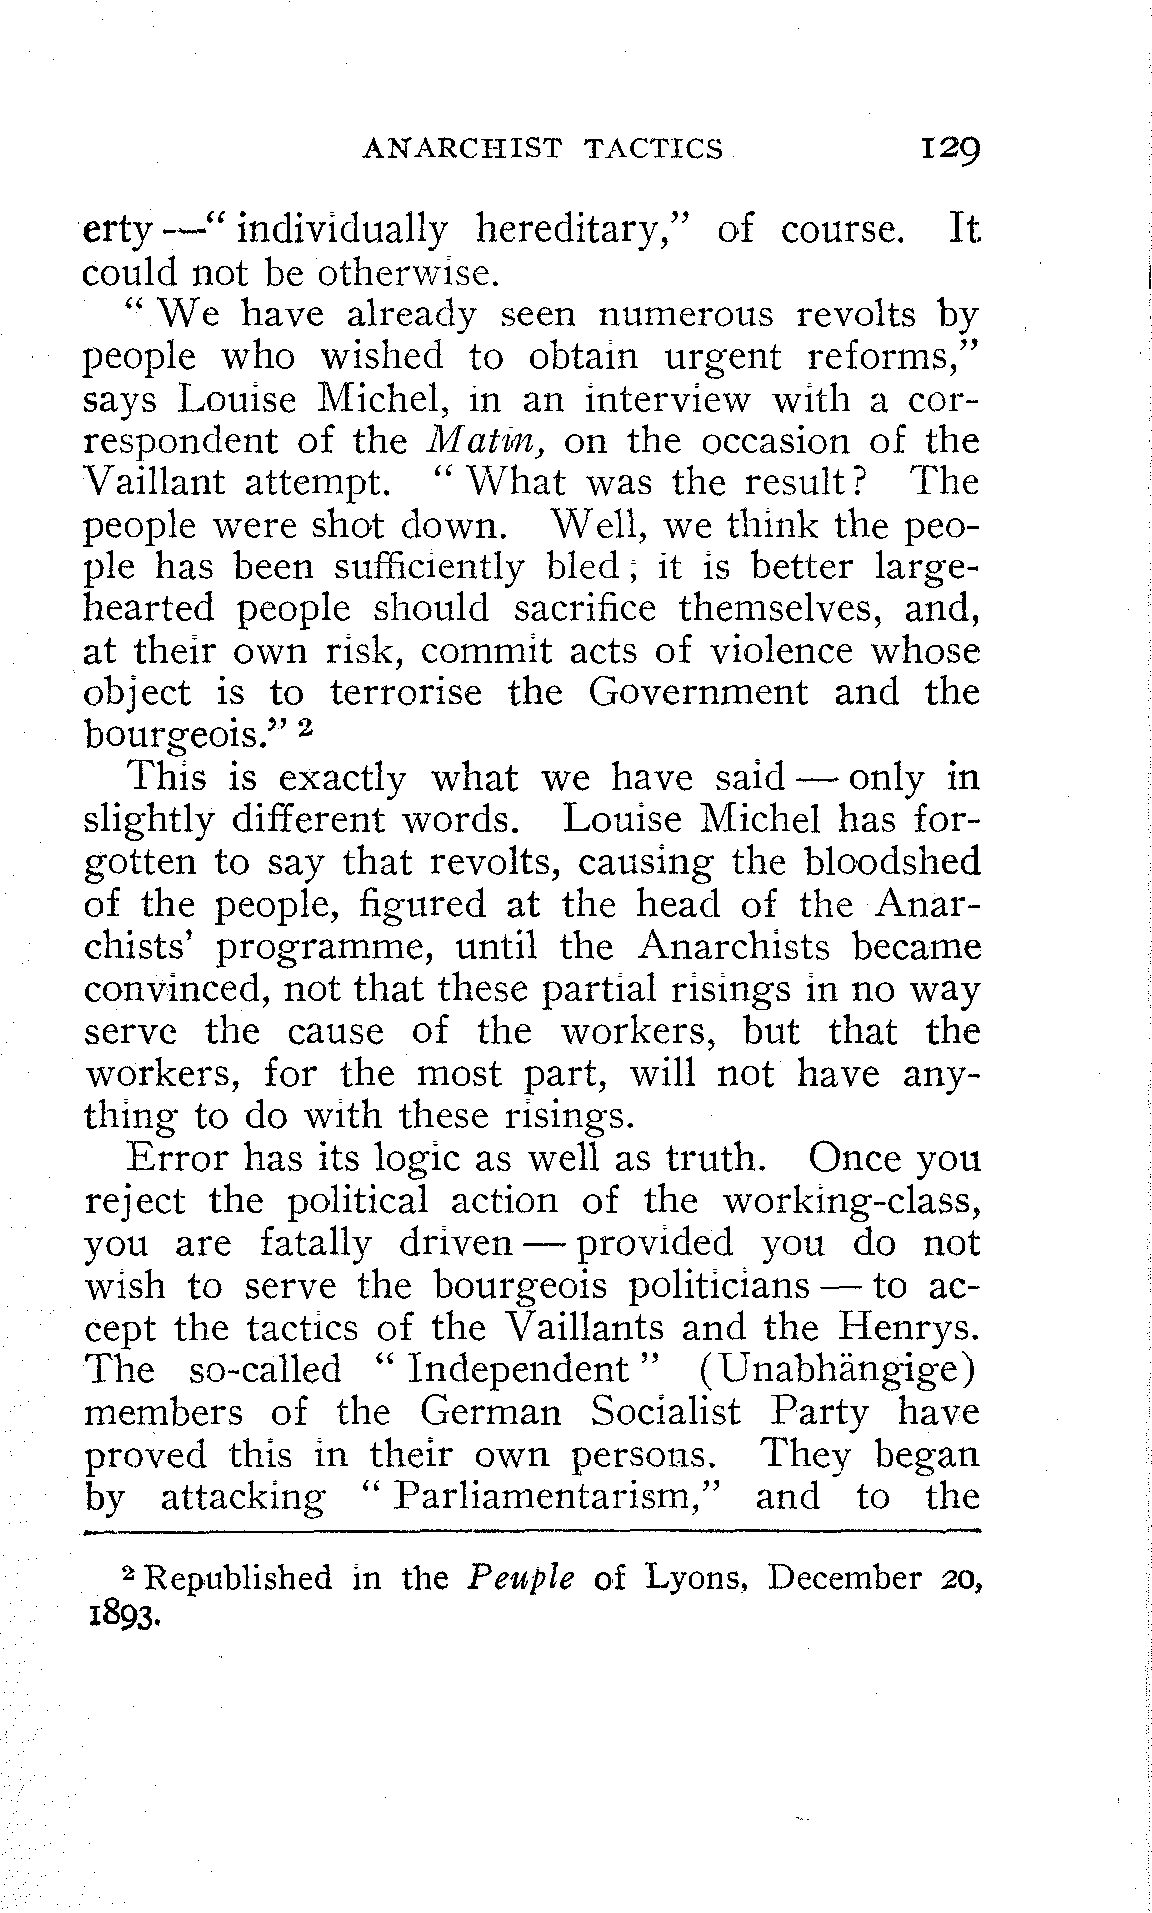 ANARCHIST TACTICS 129
erty—“ individually hereditary,” of course. It
could not be otherwise.
“ We have already seen numerous revolts by
people who wished to obtain urgent reforms,”
says Louise Michel, in an interview with a cor-
respondent of the Matin, on the occasion of the
Vaillant attempt. “ What was the result? The
people were shot down. Well, we think the peo-
ple has been sufficiently bled; it is better large-
hearted people should sacrifice themselves, and,
at their own risk, commit acts of violence whose
object is to terrorise the Government and the
bourgeois.” 2
This is exactly what we have said — only in
slightly different words. Louise Michel has for-
gotten to say that revolts, causing the bloodshed
of the people, figured at the head of the Anar-
chists’ programme, until the Anarchists became
convinced, not that these partial risings in no way
serve the cause of the workers, but that the
workers, for the most part, will not have any-
thing to do with these risings.
Error has its logic as well as truth. Once you
reject the political action of the working-class,
you are fatally driven — provided you do not
wish to serve the bourgeois politicians — to ac-
cept the tactics of the Vaillants and the Henrys.
The so-called “ Independent ” (Unabhängige)
members of the German Socialist Party have
proved this in their own persons. They began
by attacking “ Parliamentarism,” and to the
2 Republished in the Peuple of Lyons, December 20,
1893.